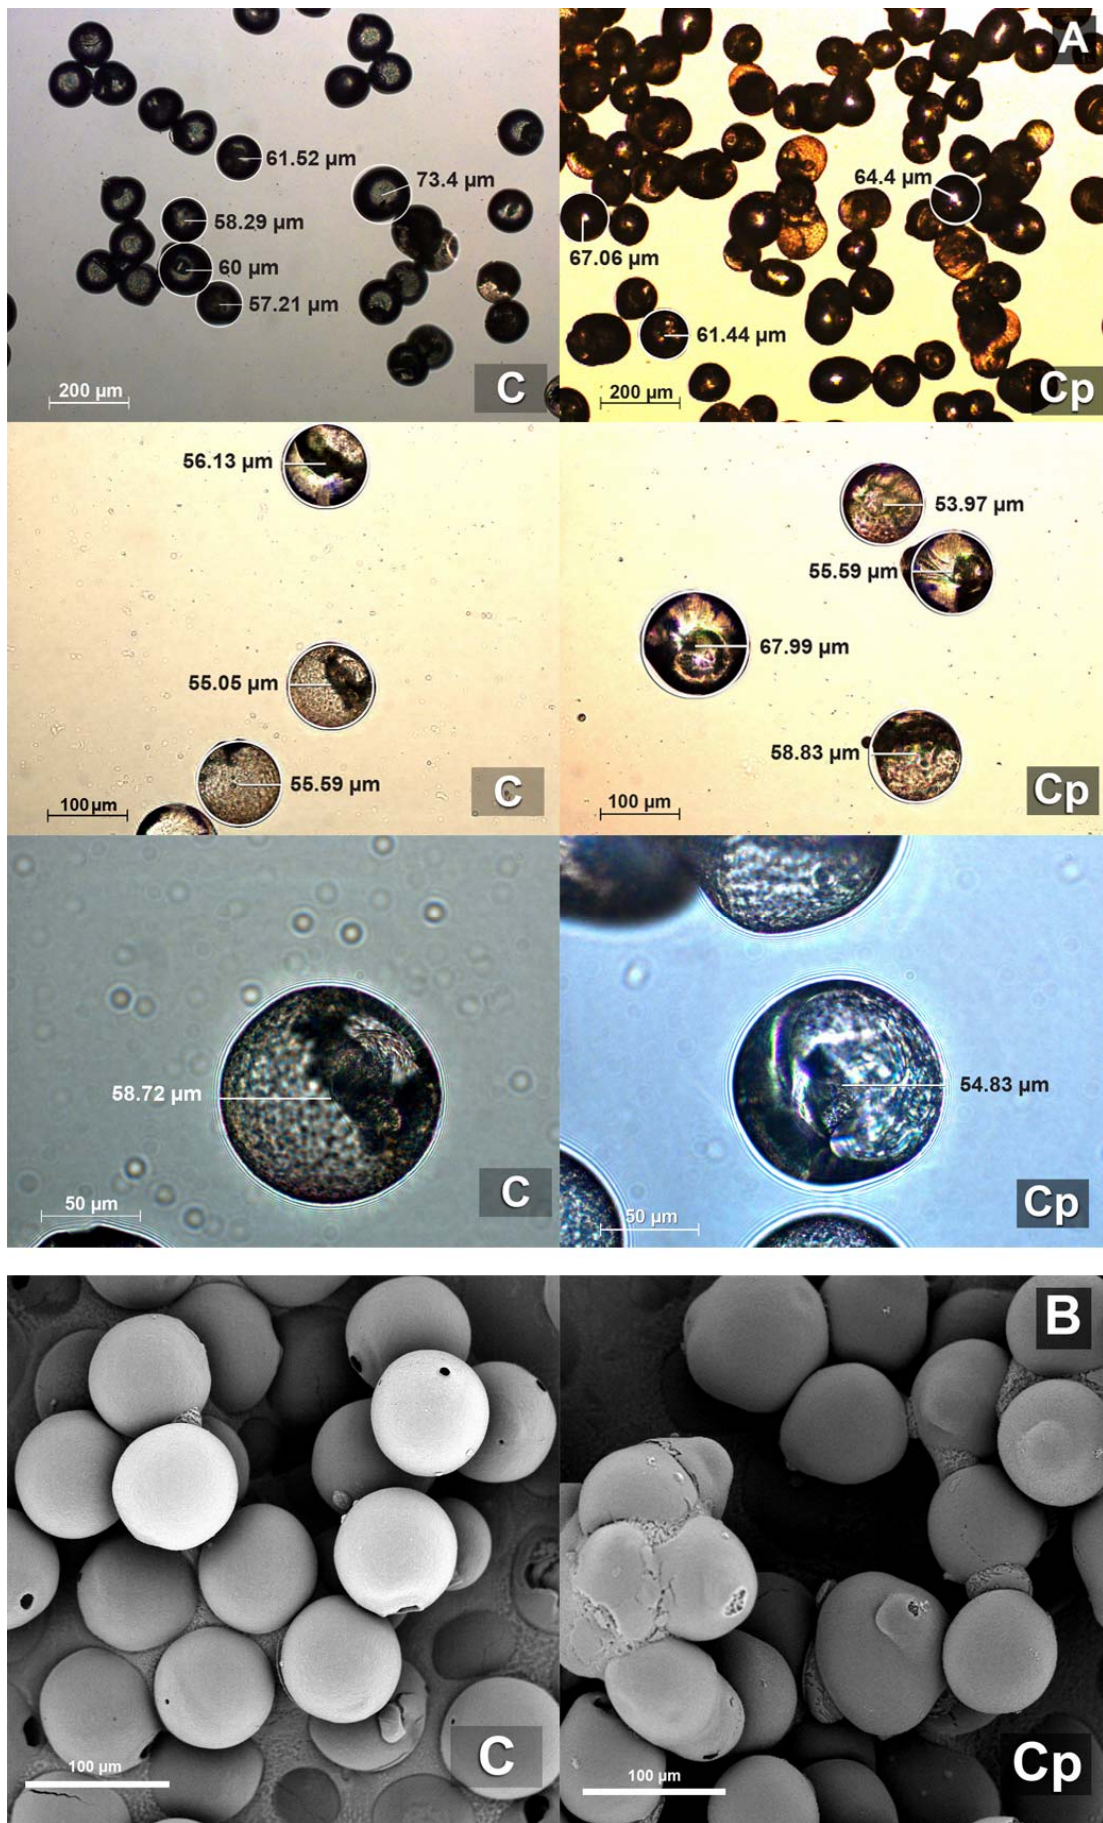 A
61.52 µm
73.4 µm
58.29 µm
60 µm
57.21 µm
200 µm
C
64.4 µm
67.06 µm
61.44 µm
200 µm
Cp
56.13 µm
55.05 µm
55.59 µm
100 µm
C
53.97 µm
55.59 µm
67.99 µm
58.83 µm
100 µm
Cp
58.72 µm
50 µm
C
54.83 µm
50 µm
Cp
B
100 µm
C
100 µm
Cp